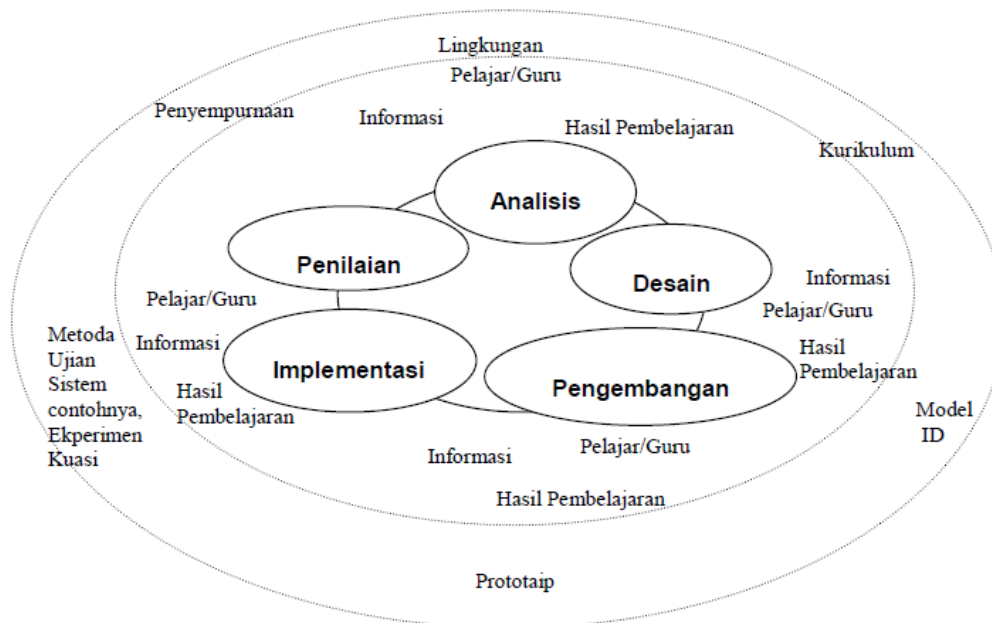 Lingkungan
Pelajar/Guru
Penyempurnaan
Informasi
Hasil Pembelajaran
Kurikulum
Analisis
Penilaian
Desain
Informasi
Pelajar/Guru
Pelajar/Guru
Metoda
Ujian
Sistem
contohnya,
Ekperimen
Kuasi
Informasi
Implementasi
Hasil
Pembelajaran
Pengembangan
Hasil
Pembelajaran
Model
ID
Informasi
Pelajar/Guru
Hasil Pembelajaran
Prototaip